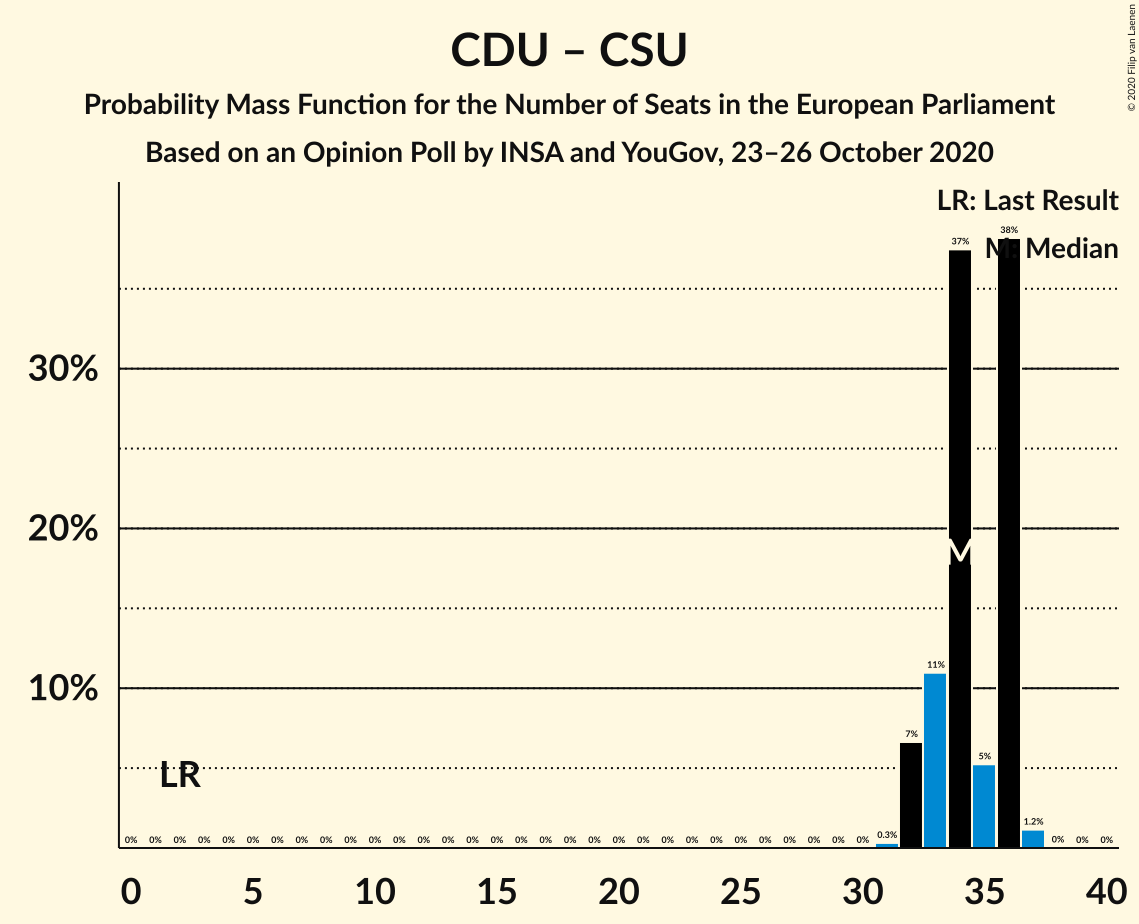 © 2020 Filip van Laenen
CDU – CSU
Probability Mass Function for the Number of Seats in the European Parliament
Based on an Opinion Poll by INSA and YouGov, 23–26 October 2020
LR: Last Result
M: Median
38%
37%
30%
20%
M
10%
11%
7%
5%
LR
1.2%
0.3%
0% 0% 0% 0% 0% 0% 0% 0% 0% 0% 0% 0% 0% 0% 0% 0% 0% 0% 0% 0% 0% 0% 0% 0% 0% 0% 0% 0% 0% 0% 0% 0% 0% 0%
0 5 10 15 20 25 30 35 40